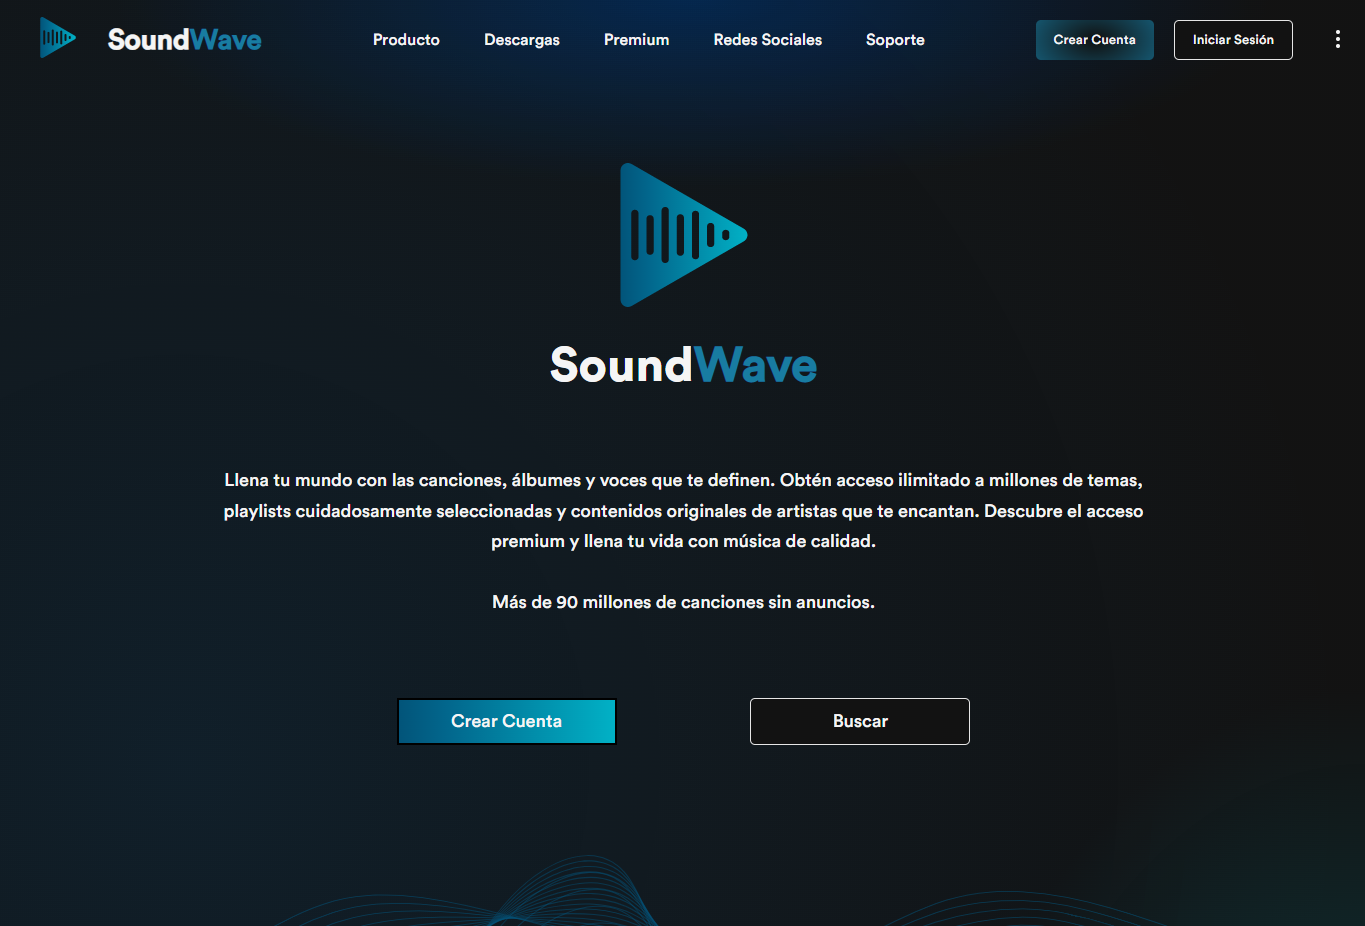 SoundWave
Producto
Descargas
Premium
Redes Sociales
Soporte
Crear Cuenta
Iniciar Sesión
SoundWave
Llena tu mundo con las canciones, álbumes y voces que te definen. Obtén acceso ilimitado a millones de temas,
playlists cuidadosamente seleccionadas y contenidos originales de artistas que te encantan. Descubre el acceso
premium y llena tu vida con música de calidad.
Más de 90 millones de canciones sin anuncios.
Crear Cuenta
Buscar